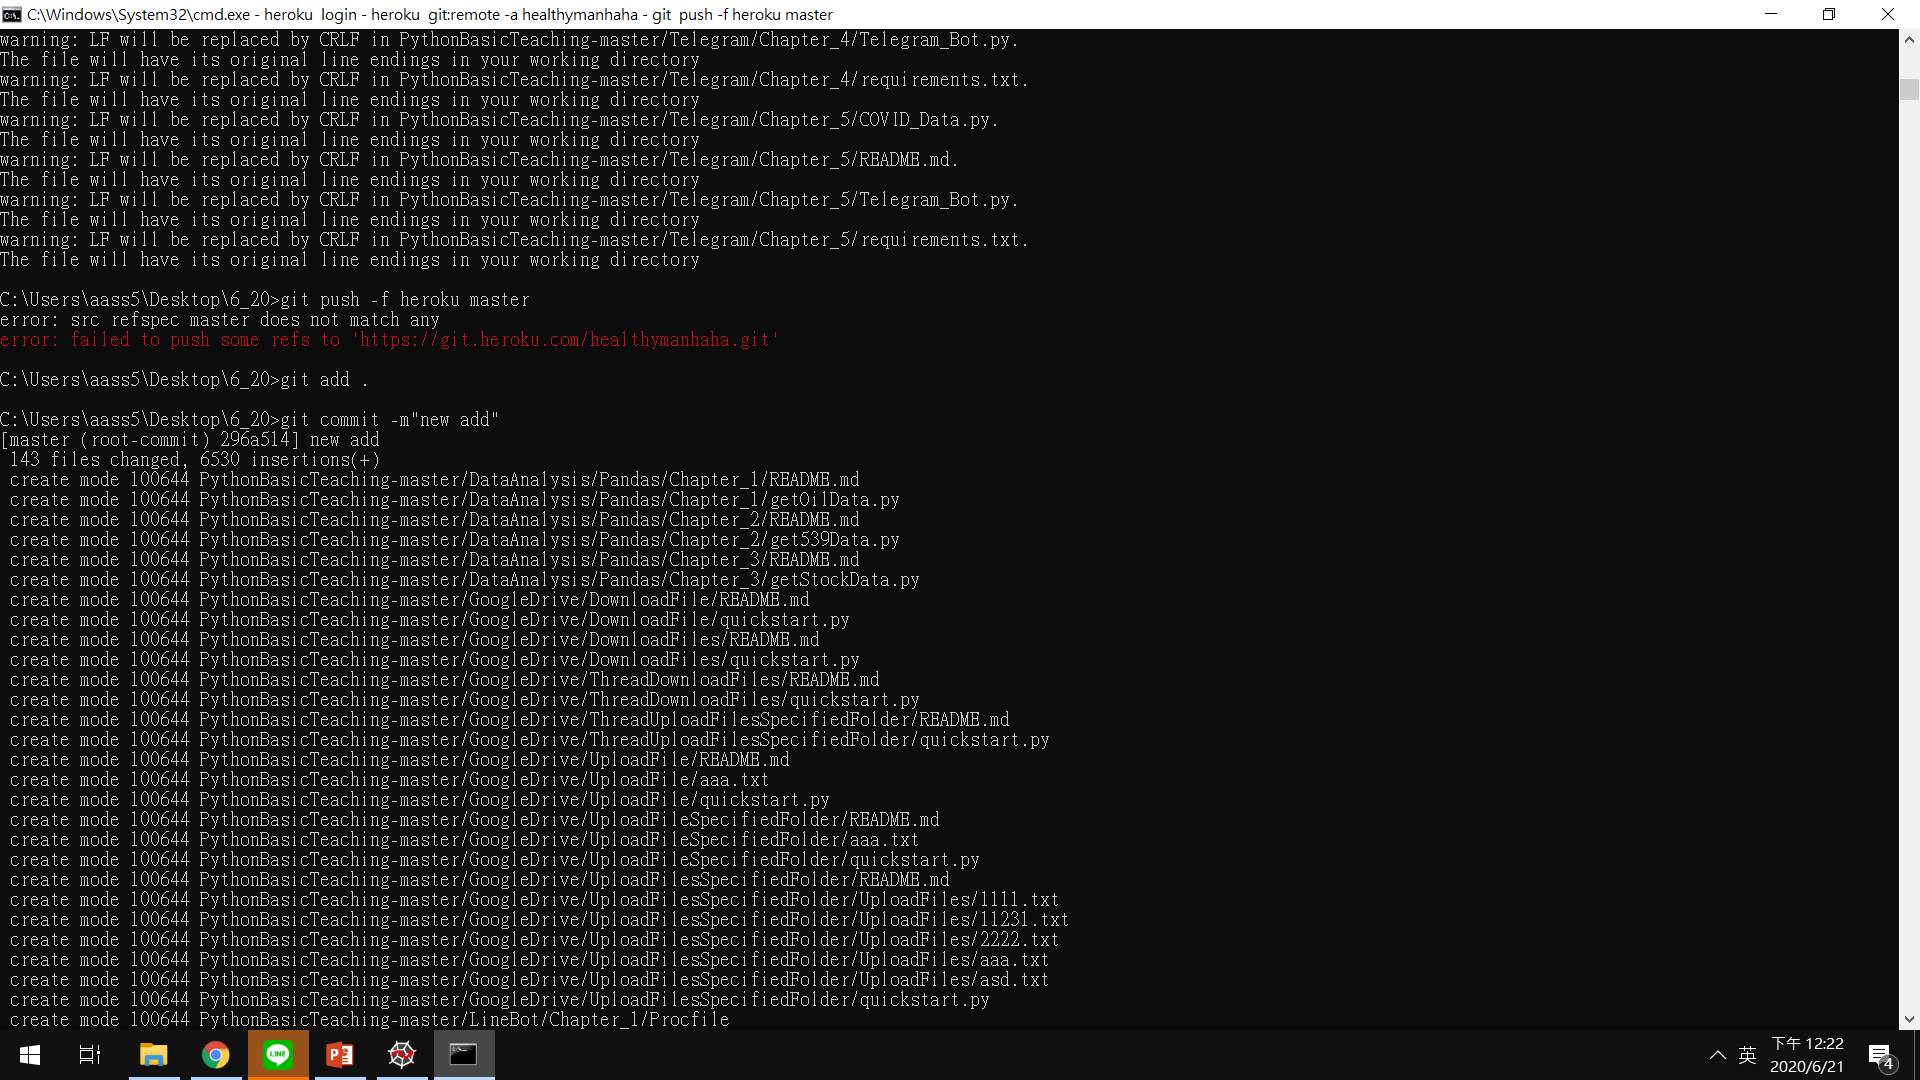 C:\Windows\System32\cmd.exe - heroku  login - heroku  git:remote -a healthymanhaha - git  push -f heroku master
warning: LF will be replaced by CRLF in PythonBasicTeaching-master/Telegram/Chapter_4/Telegram_Bot.py.
The file will have its original line endings in your working directory
warning: LF will be replaced by CRLF in PythonBasicTeaching-master/Telegram/Chapter_4/requirements.txt.
The file will have its original line endings in your working directory
warning: LF will be replaced by CRLF in PythonBasicTeaching-master/Telegram/Chapter_5/COVID_Data.py.
The file will have its original line endings in your working directory
warning: LF will be replaced by CRLF in PythonBasicTeaching-master/Telegram/Chapter_5/README.md.
The file will have its original line endings in your working directory
warning: LF will be replaced by CRLF in PythonBasicTeaching-master/Telegram/Chapter_5/Telegram_Bot.py.
The file will have its original line endings in your working directory
warning: LF will be replaced by CRLF in PythonBasicTeaching-master/Telegram/Chapter_5/requirements.txt.
The file will have its original line endings in your working directory
C:\Users\aass5\Desktop\6_20>git push -f heroku master
error: src refspec master does not match any
error: failed to push some refs to 'https://git.heroku.com/healthymanhaha.git'
C:\Users\aass5\Desktop\6_20>git add .
C:\Users\aass5\Desktop\6_20>git commit -m"new add"
[master (root-commit) 296a514] new add
 143 files changed, 6530 insertions(+)
 create mode 100644 PythonBasicTeaching-master/DataAnalysis/Pandas/Chapter_1/README.md
 create mode 100644 PythonBasicTeaching-master/DataAnalysis/Pandas/Chapter_1/getOilData.py
 create mode 100644 PythonBasicTeaching-master/DataAnalysis/Pandas/Chapter_2/README.md
 create mode 100644 PythonBasicTeaching-master/DataAnalysis/Pandas/Chapter_2/get539Data.py
 create mode 100644 PythonBasicTeaching-master/DataAnalysis/Pandas/Chapter_3/README.md
 create mode 100644 PythonBasicTeaching-master/DataAnalysis/Pandas/Chapter_3/getStockData.py
 create mode 100644 PythonBasicTeaching-master/GoogleDrive/DownloadFile/README.md
 create mode 100644 PythonBasicTeaching-master/GoogleDrive/DownloadFile/quickstart.py
 create mode 100644 PythonBasicTeaching-master/GoogleDrive/DownloadFiles/README.md
 create mode 100644 PythonBasicTeaching-master/GoogleDrive/DownloadFiles/quickstart.py
 create mode 100644 PythonBasicTeaching-master/GoogleDrive/ThreadDownloadFiles/README.md
 create mode 100644 PythonBasicTeaching-master/GoogleDrive/ThreadDownloadFiles/quickstart.py
 create mode 100644 PythonBasicTeaching-master/GoogleDrive/ThreadUploadFilesSpecifiedFolder/README.md
 create mode 100644 PythonBasicTeaching-master/GoogleDrive/ThreadUploadFilesSpecifiedFolder/quickstart.py
 create mode 100644 PythonBasicTeaching-master/GoogleDrive/UploadFile/README.md
 create mode 100644 PythonBasicTeaching-master/GoogleDrive/UploadFile/aaa.txt
 create mode 100644 PythonBasicTeaching-master/GoogleDrive/UploadFile/quickstart.py
 create mode 100644 PythonBasicTeaching-master/GoogleDrive/UploadFileSpecifiedFolder/README.md
 create mode 100644 PythonBasicTeaching-master/GoogleDrive/UploadFileSpecifiedFolder/aaa.txt
 create mode 100644 PythonBasicTeaching-master/GoogleDrive/UploadFileSpecifiedFolder/quickstart.py
 create mode 100644 PythonBasicTeaching-master/GoogleDrive/UploadFilesSpecifiedFolder/README.md
 create mode 100644 PythonBasicTeaching-master/GoogleDrive/UploadFilesSpecifiedFolder/UploadFiles/1111.txt
 create mode 100644 PythonBasicTeaching-master/GoogleDrive/UploadFilesSpecifiedFolder/UploadFiles/11231.txt
 create mode 100644 PythonBasicTeaching-master/GoogleDrive/UploadFilesSpecifiedFolder/UploadFiles/2222.txt
 create mode 100644 PythonBasicTeaching-master/GoogleDrive/UploadFilesSpecifiedFolder/UploadFiles/aaa.txt
 create mode 100644 PythonBasicTeaching-master/GoogleDrive/UploadFilesSpecifiedFolder/UploadFiles/asd.txt
 create mode 100644 PythonBasicTeaching-master/GoogleDrive/UploadFilesSpecifiedFolder/quickstart.py
 create mode 100644 PythonBasicTeaching-master/LineBot/Chapter_1/Procfile
LINE
英
下午 12:22
2020/6/21
4